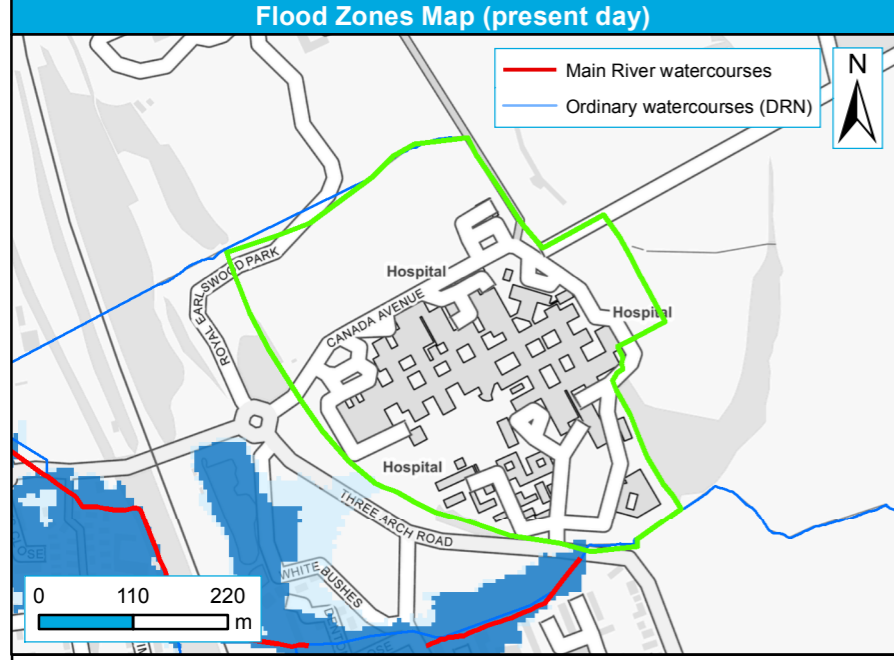 Flood Zones Map (present day)
Main River watercourses
Ordinary watercourses (DRN)
N
ROYAL EARLSWOOD PARK
Hospital
CANADA AVENUE
Hospital
Hospital
THREE ARCH ROAD
WHITE BUSHES
CLOSE
0 110 220
m